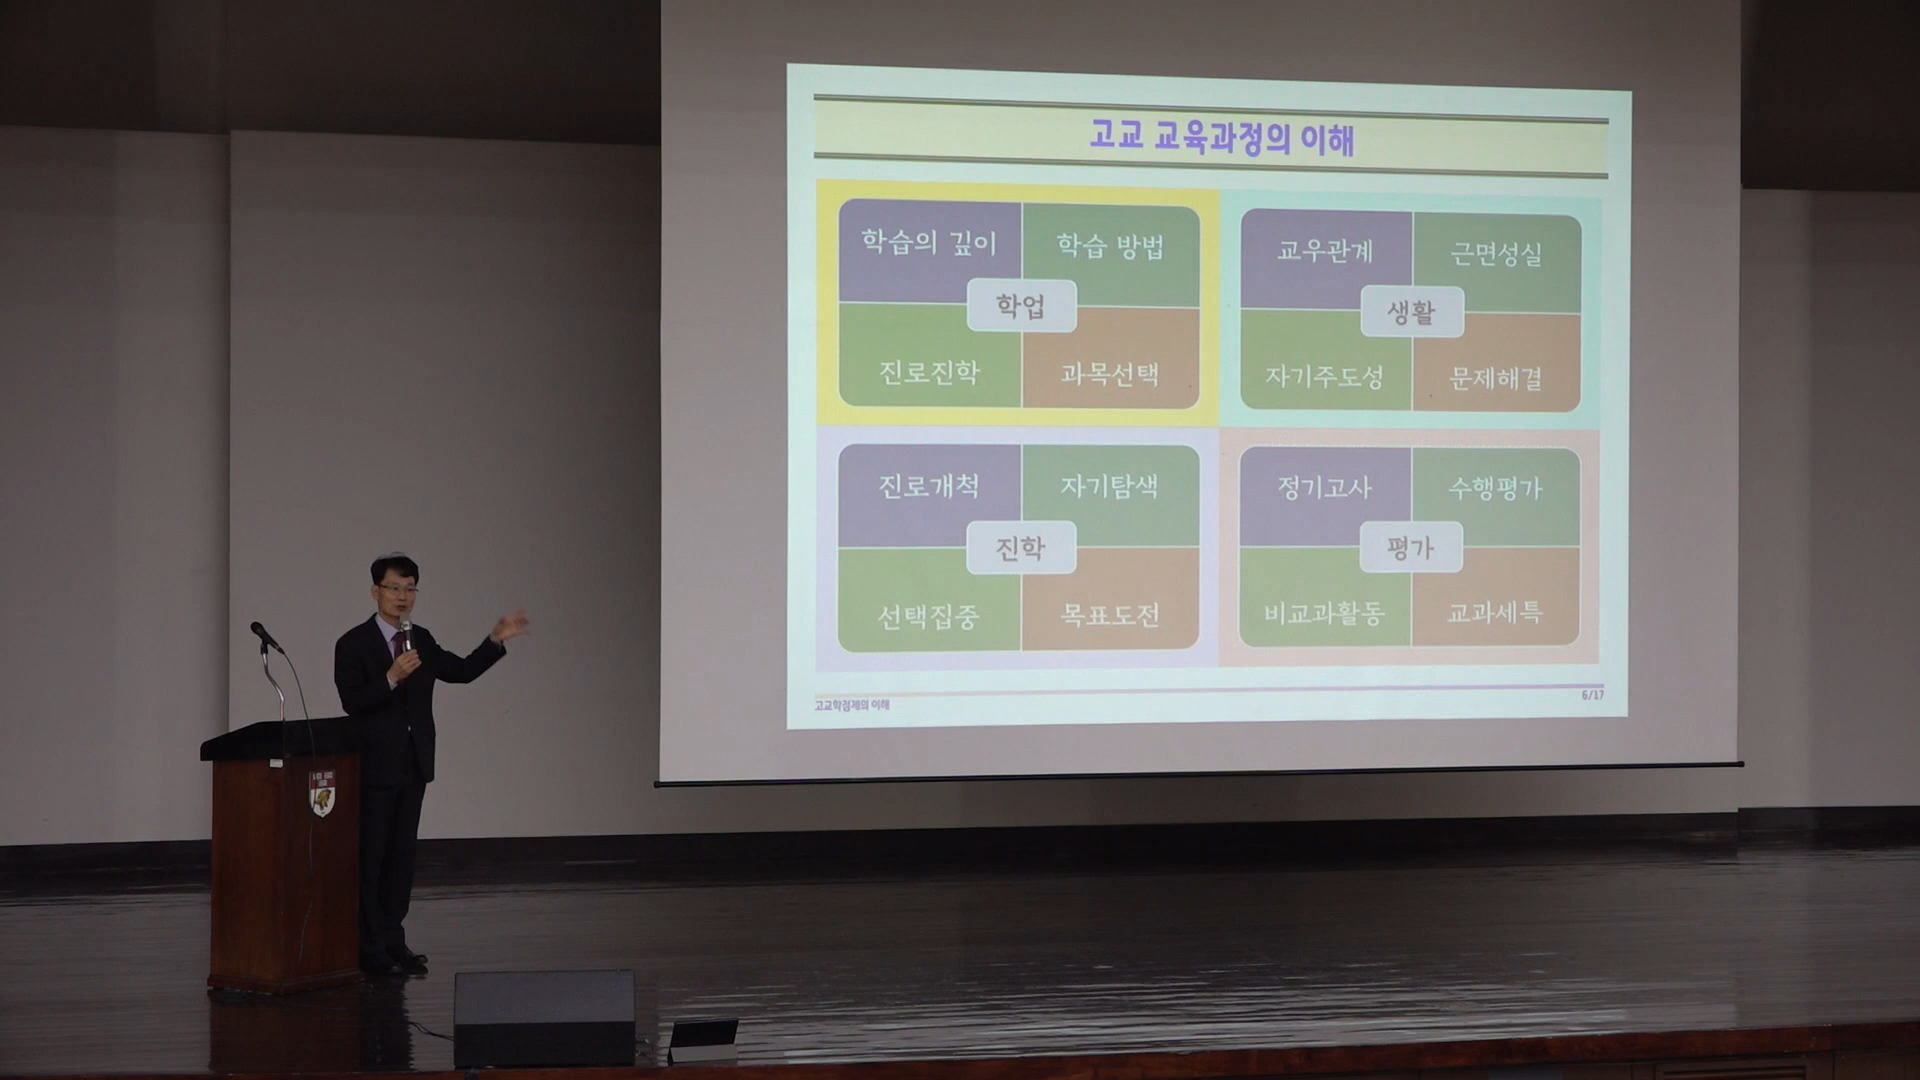 고교 교육과정의 이해
학습의 깊이
학습 방법
학업
진로진학
과목선택
교우관계
근면성실
생활
자기주도성
문제해결
진로개척
자기탐색
진학
선택집중
목표도전
정기고사
수행평가
평가
비교과활동
교과세특
고교학점제의 이해
6/17